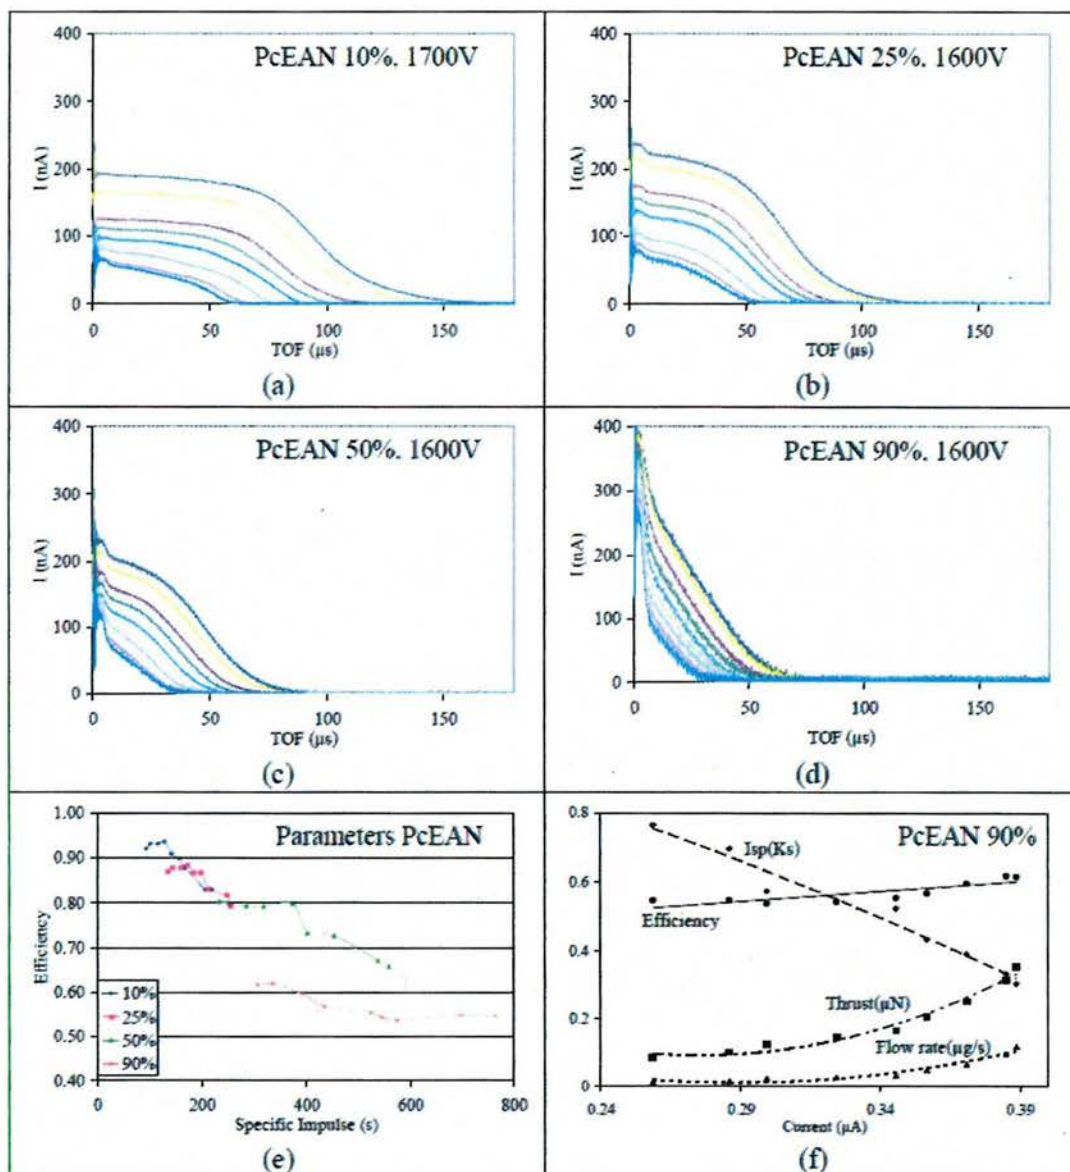 400
PcEAN 10%. 1700V
300
200
100
0
I (nA)
0 50 100 150
TOF (μs)
(a)
400
PcEAN 25%. 1600V
300
200
100
0
I (nA)
0 50 100 150
TOF (μs)
(b)
400
PcEAN 50%. 1600V
300
200
100
0
I (nA)
0 50 100 150
TOF (μs)
(c)
400
PcEAN 90%. 1600V
300
200
100
0
I (nA)
0 50 100 150
TOF (μs)
(d)
1.00
Parameters PcEAN
0.90
0.80
0.70
0.60
0.50
0.40
Efficiency
10%
25%
50%
90%
0 200 400 600 800
Specific Impulse (s)
(e)
0.8
PcEAN 90%
Isp(Ks)
0.6
Efficiency
0.4
Thrust(μN)
0.2
Flow rate(μg/s)
0
0.24 0.29 0.34 0.39
Current (μA)
(f)